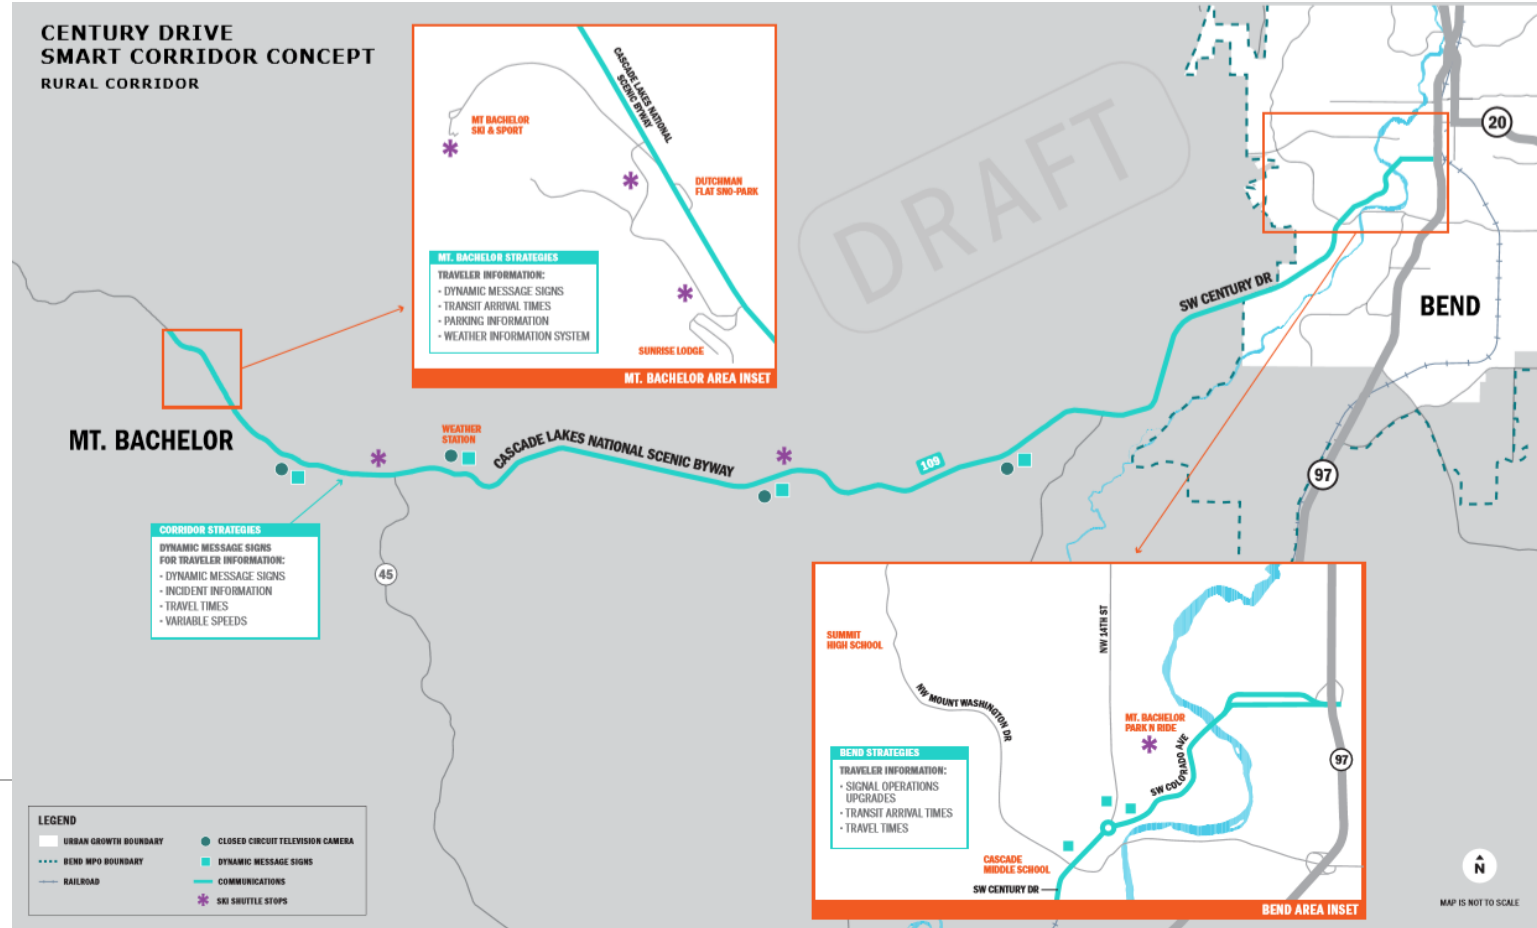 CENTURY DRIVE
SMART CORRIDOR CONCEPT
RURAL CORRIDOR
CASCADE LAKES NATIONAL
SCENIC BYWAY
MT BACHELOR
SKI & SPORT
DUTCHMAN
FLAT SNO-PARK
MT. BACHELOR STRATEGIES
TRAVELER INFORMATION:
• DYNAMIC MESSAGE SIGNS
• TRANSIT ARRIVAL TIMES
• PARKING INFORMATION
• WEATHER INFORMATION SYSTEM
SUNRISE LODGE
MT. BACHELOR AREA INSET
DRAFT
20
SW CENTURY DR
BEND
97
MT. BACHELOR
WEATHER
STATION
CASCADE LAKES NATIONAL SCENIC BYWAY
109
CORRIDOR STRATEGIES
DYNAMIC MESSAGE SIGNS
FOR TRAVELER INFORMATION:
• DYNAMIC MESSAGE SIGNS
• INCIDENT INFORMATION
• TRAVEL TIMES
• VARIABLE SPEEDS
45
SUMMIT
HIGH SCHOOL
NW 14TH ST
NW MOUNT WASHINGTON DR
MT. BACHELOR
PARK N RIDE
SW COLORADO AVE
97
BEND STRATEGIES
TRAVELER INFORMATION:
• SIGNAL OPERATIONS
UPGRADES
• TRANSIT ARRIVAL TIMES
• TRAVEL TIMES
CASCADE
MIDDLE SCHOOL
SW CENTURY DR
BEND AREA INSET
LEGEND
URBAN GROWTH BOUNDARY
BEND MPO BOUNDARY
RAILROAD
CLOSED CIRCUIT TELEVISION CAMERA
DYNAMIC MESSAGE SIGNS
COMMUNICATIONS
SKI SHUTTLE STOPS
N
MAP IS NOT TO SCALE